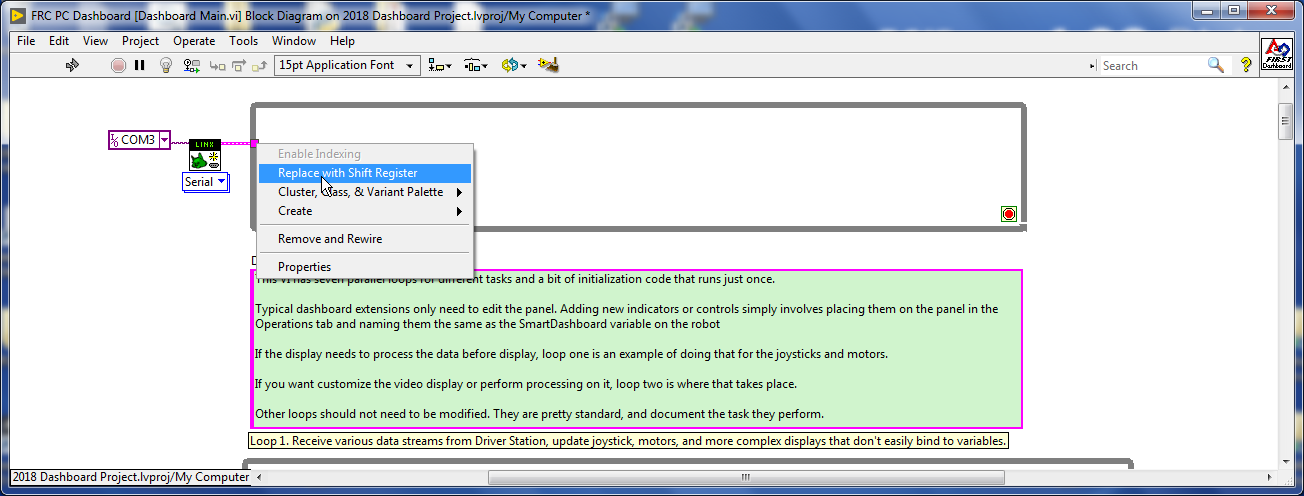 FRC PC Dashboard [Dashboard Main.vi] Block Diagram on 2018 Dashboard Project.lvproj/My Computer *
File Edit View Project Operate Tools Window Help
15pt Application Font
Search
?
FIRST
Dashboard
I/O COM3
LINX
Serial
Enable Indexing
Replace with Shift Register
Cluster, Class, & Variant Palette
Create
Remove and Rewire
Properties
This VI has seven parallel loops for different tasks and a bit of initialization code that runs just once.
Typical dashboard extensions only need to edit the panel. Adding new indicators or controls simply involves placing them on the panel in the
Operations tab and naming them the same as the SmartDashboard variable on the robot
If the display needs to process the data before display, loop one is an example of doing that for the joysticks and motors.
If you want customize the video display or perform processing on it, loop two is where that takes place.
Other loops should not need to be modified. They are pretty standard, and document the task they perform.
Loop 1. Receive various data streams from Driver Station, update joystick, motors, and more complex displays that don't easily bind to variables.
2018 Dashboard Project.lvproj/My Computer